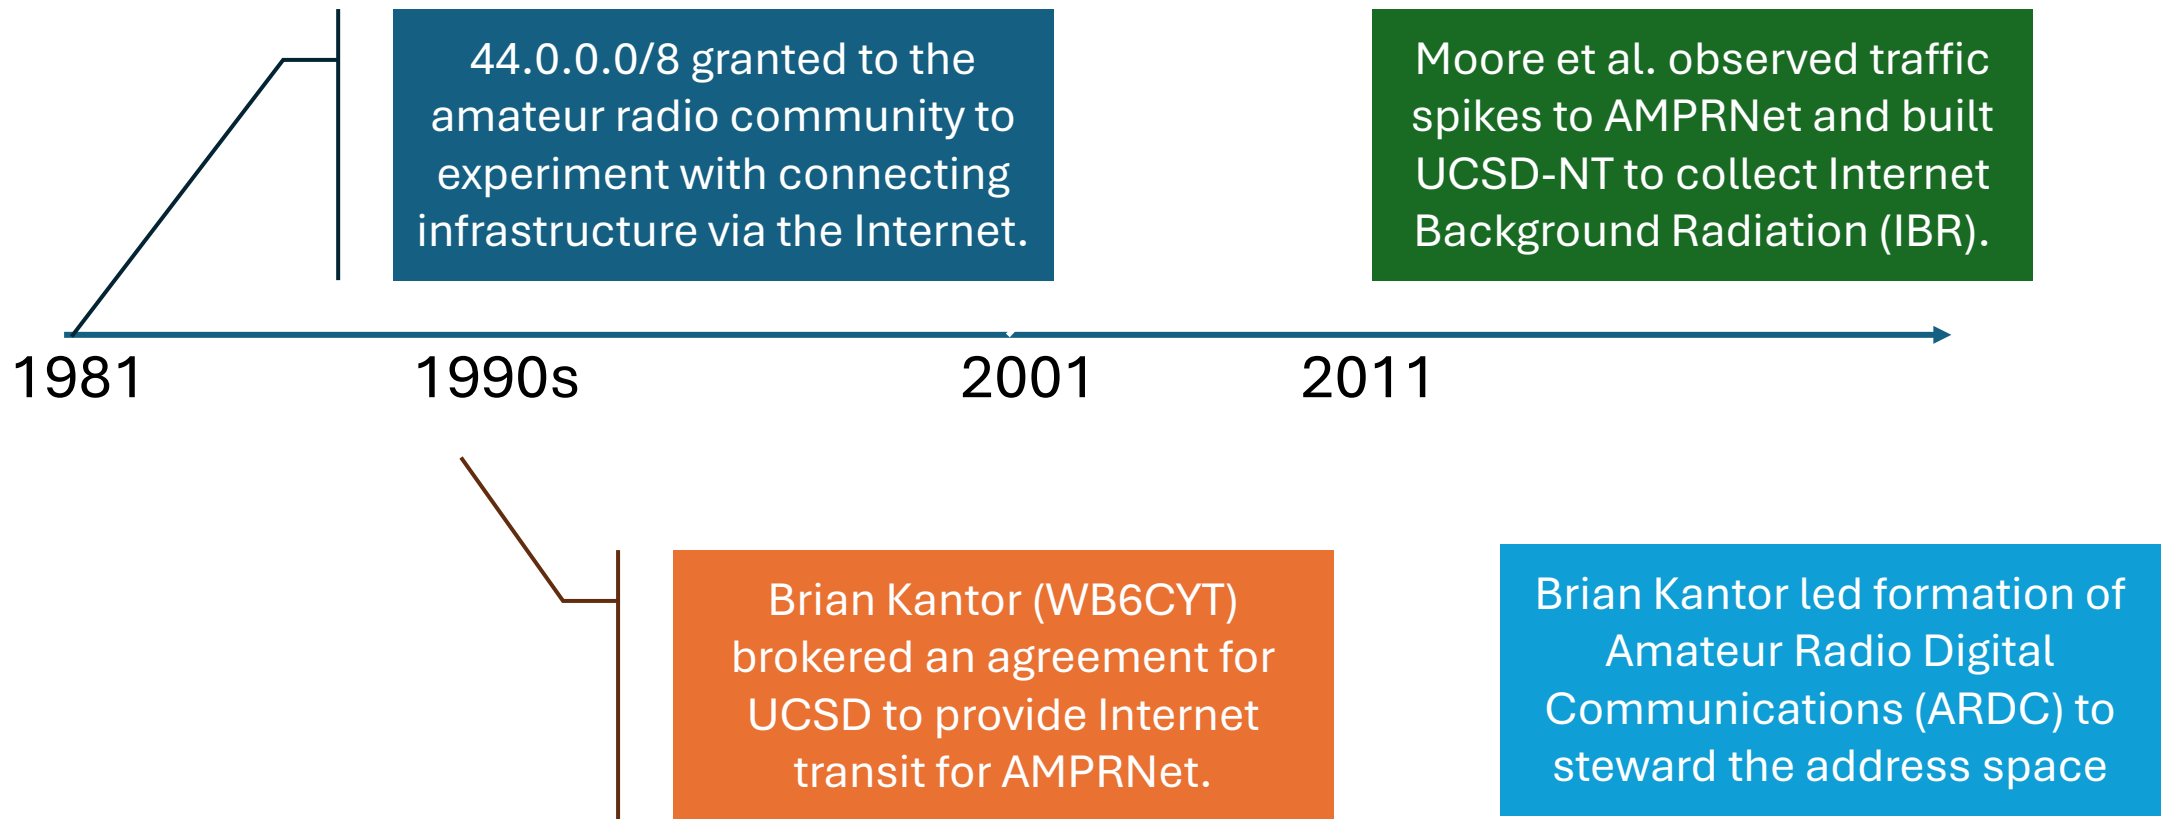 44.0.0.0/8 granted to the
amateur radio community to
experiment with connecting
infrastructure via the Internet.
Moore et al. observed traffic
spikes to AMPRNet and built
UCSD-NT to collect Internet
Background Radiation (IBR).
1981
1990s
2001
2011
Brian Kantor (WB6CYT)
brokered an agreement for
UCSD to provide Internet
transit for AMPRNet.
Brian Kantor led formation of
Amateur Radio Digital
Communications (ARDC) to
steward the address space